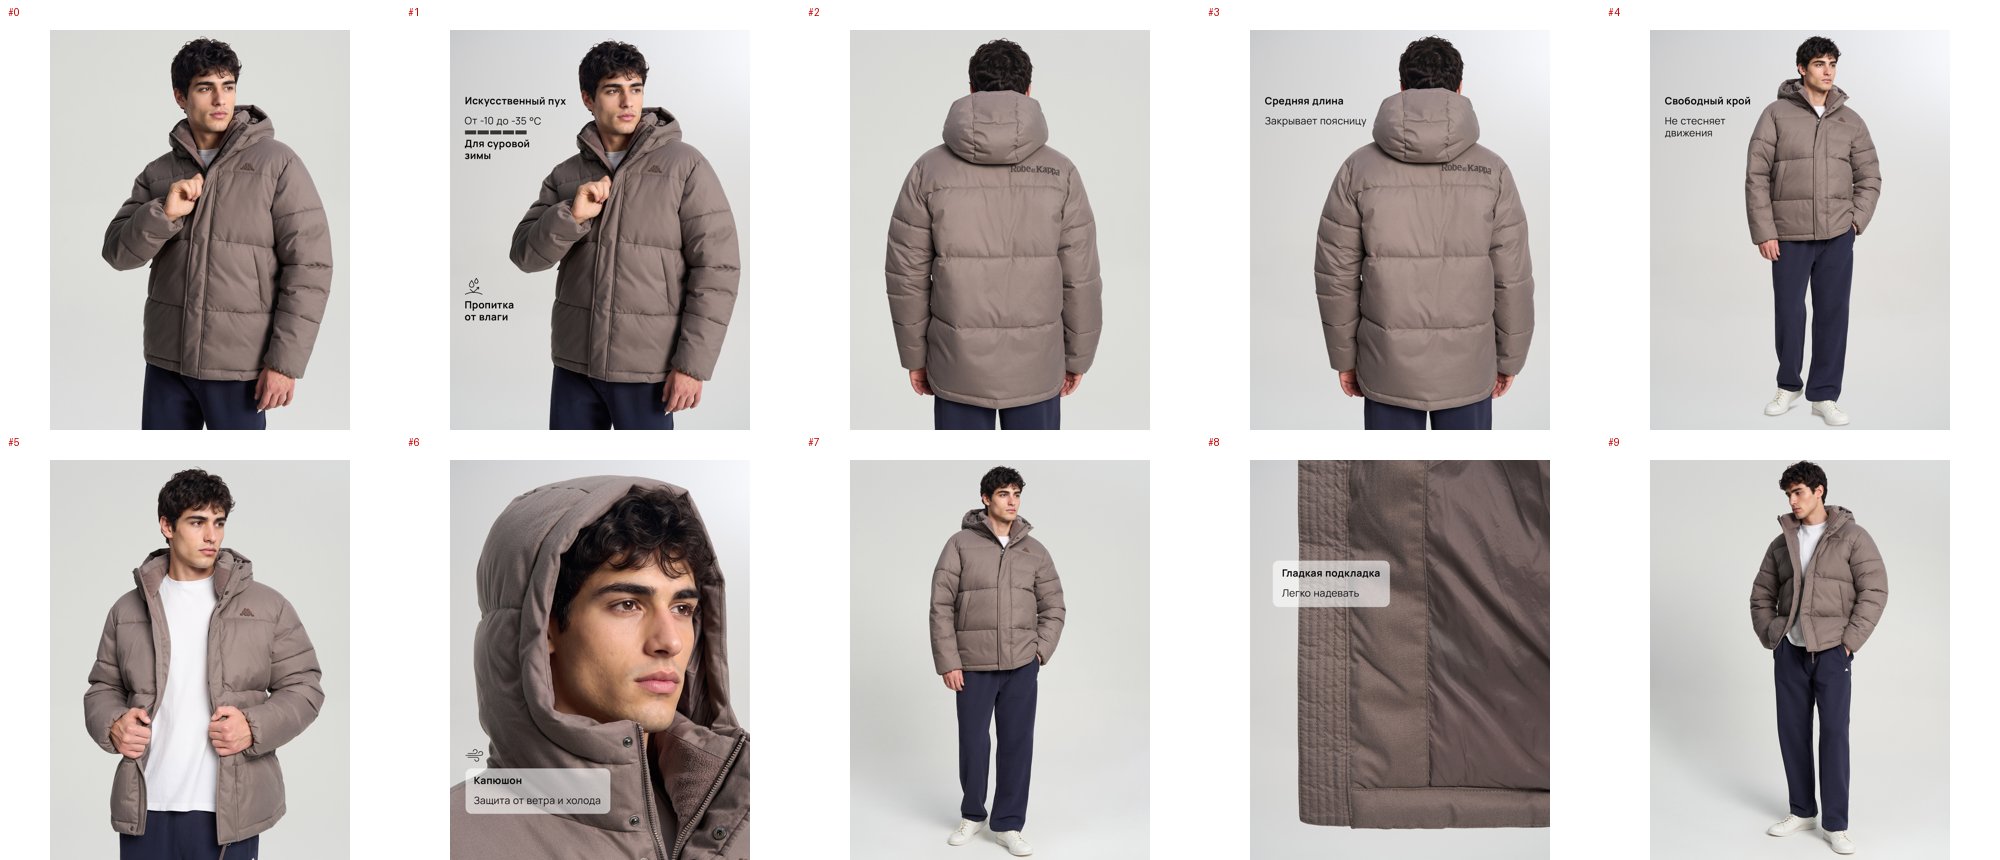 #0
#1
#2
#3
#4
Искусственный пух
От -10 до -35 °C
Для суровой
зимы
Пропитка
от влаги
Robe di Kappa
Средняя длина
Закрывает поясницу
Robe di Kappa
Свободный крой
Не стесняет
движения
#5
#6
#7
#8
#9
Капюшон
Защита от ветра и холода
Гладкая подкладка
Легко надевать